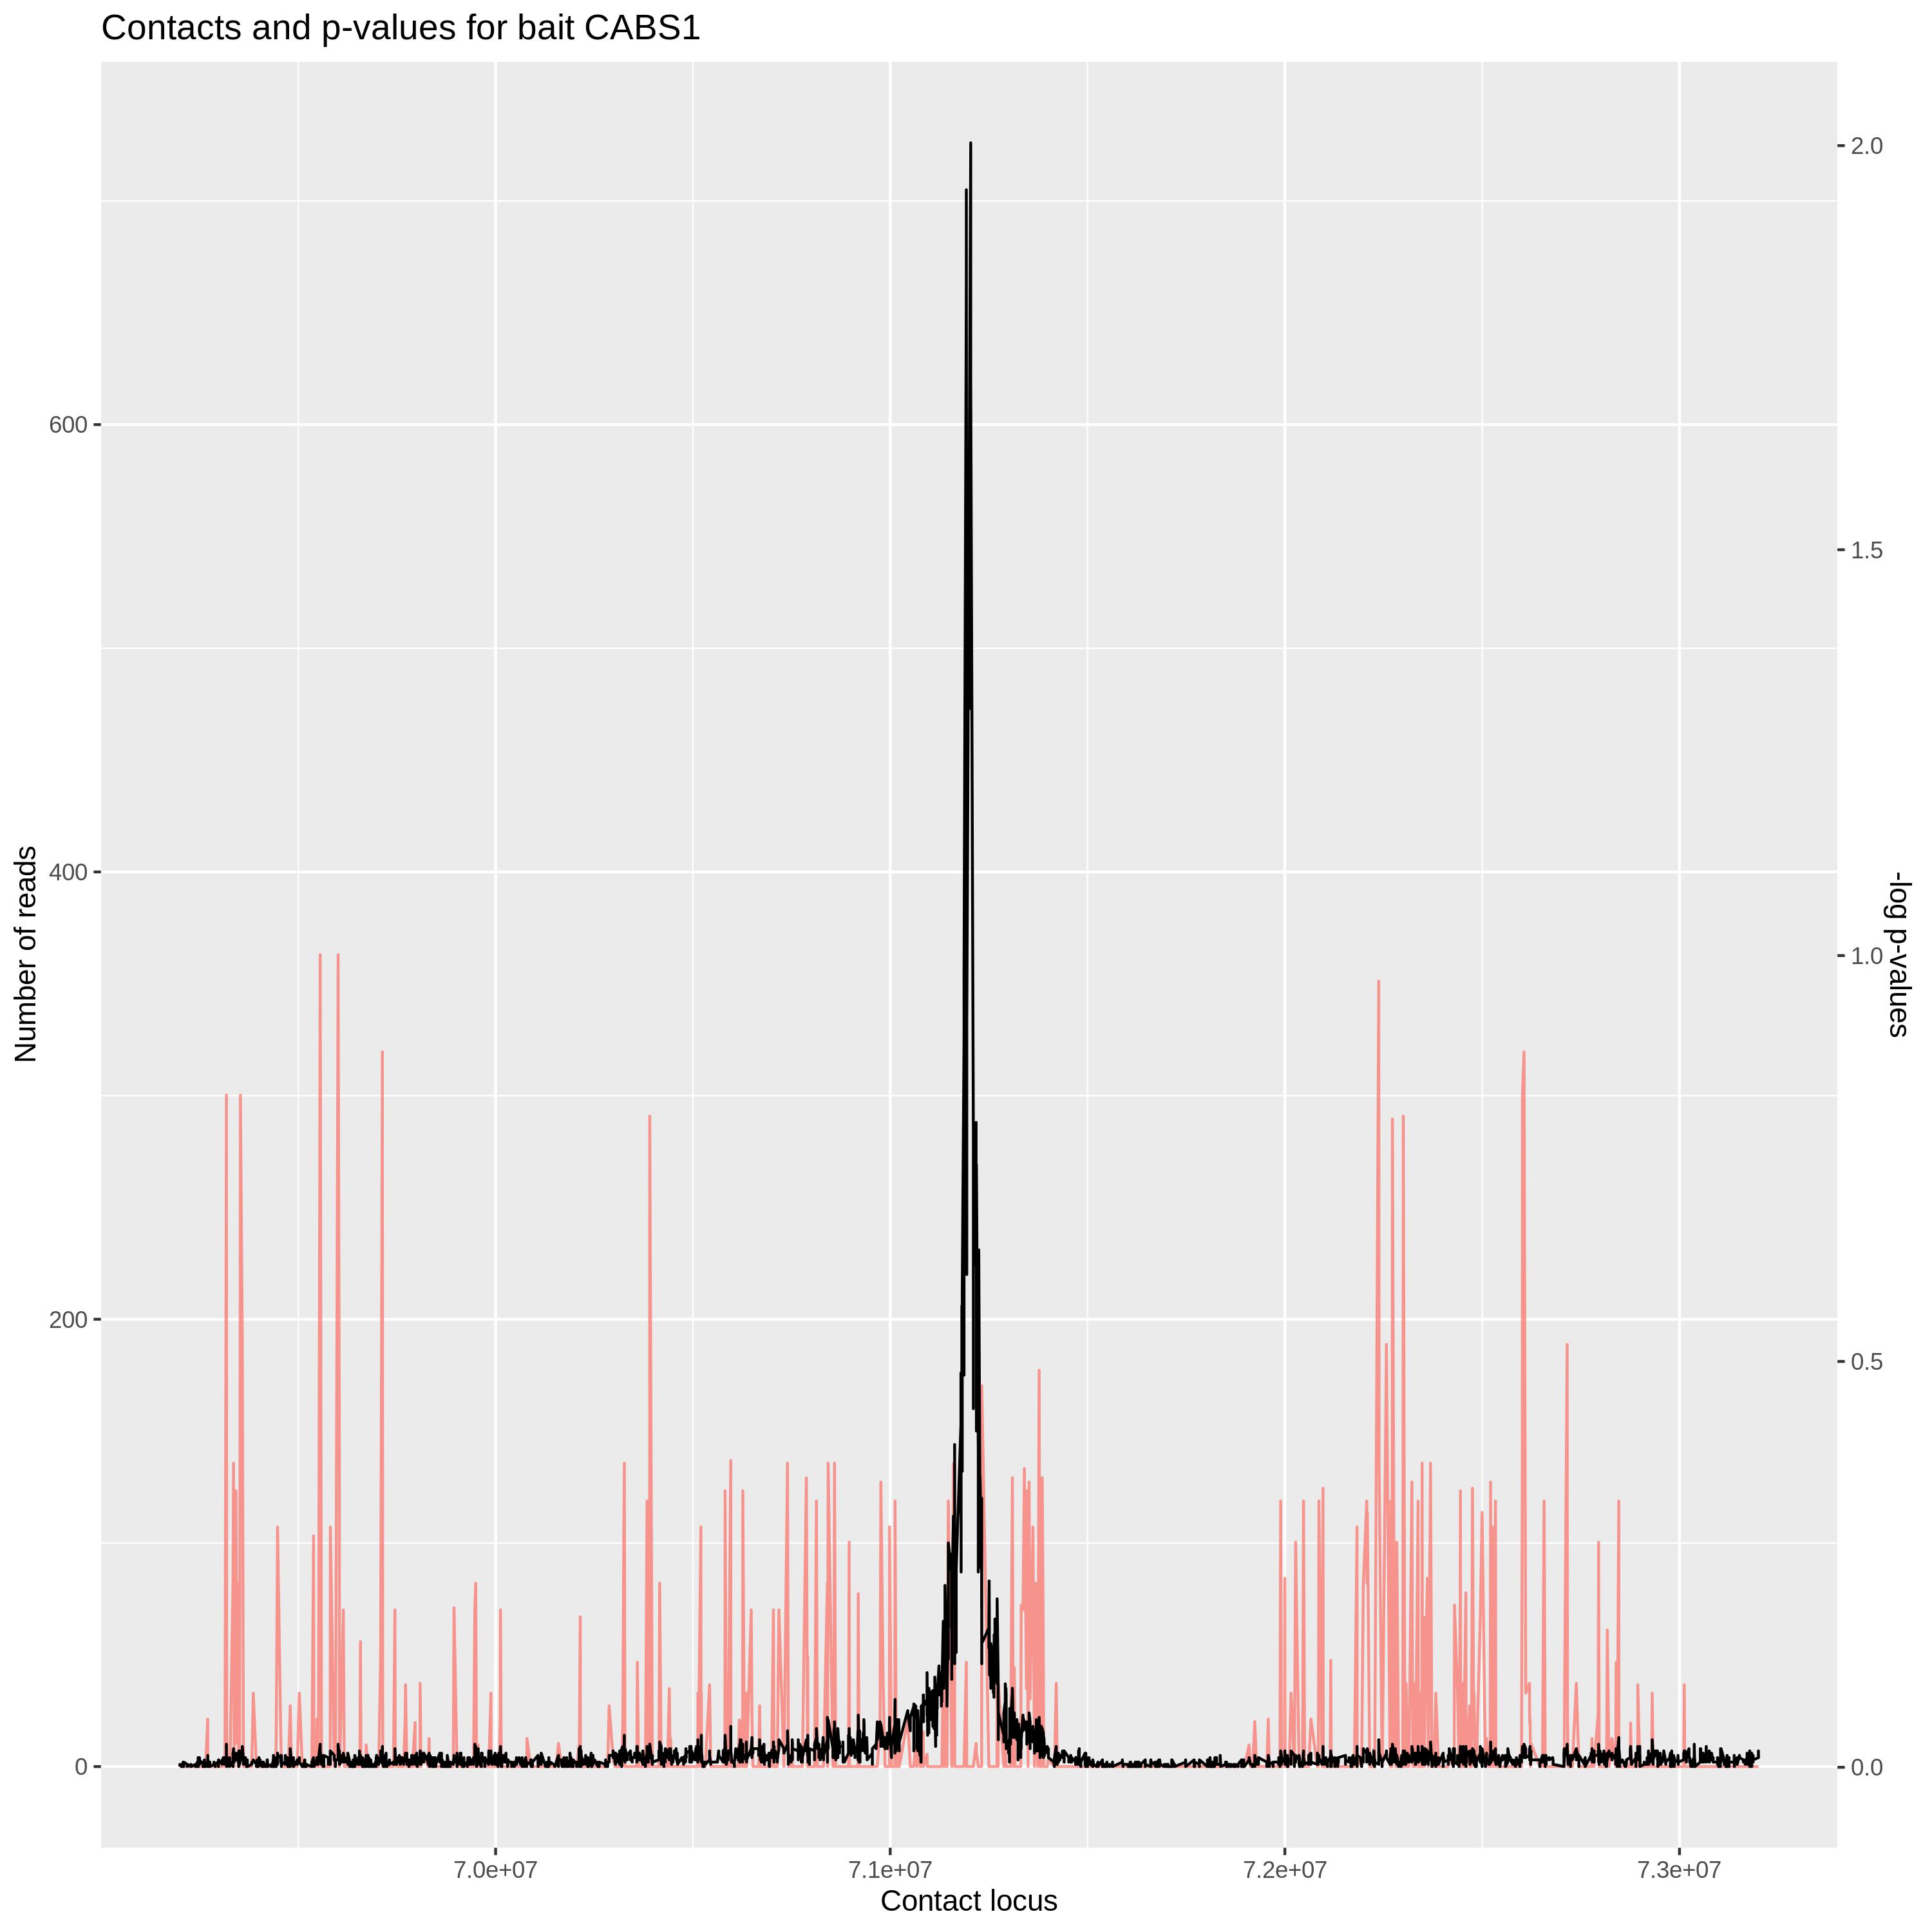 Contacts and p-values for bait CABS1
Number of reads
600
400
200
0
2.0
1.5
1.0
0.5
0.0
-log p-values
7.0e+07
7.1e+07
7.2e+07
7.3e+07
Contact locus